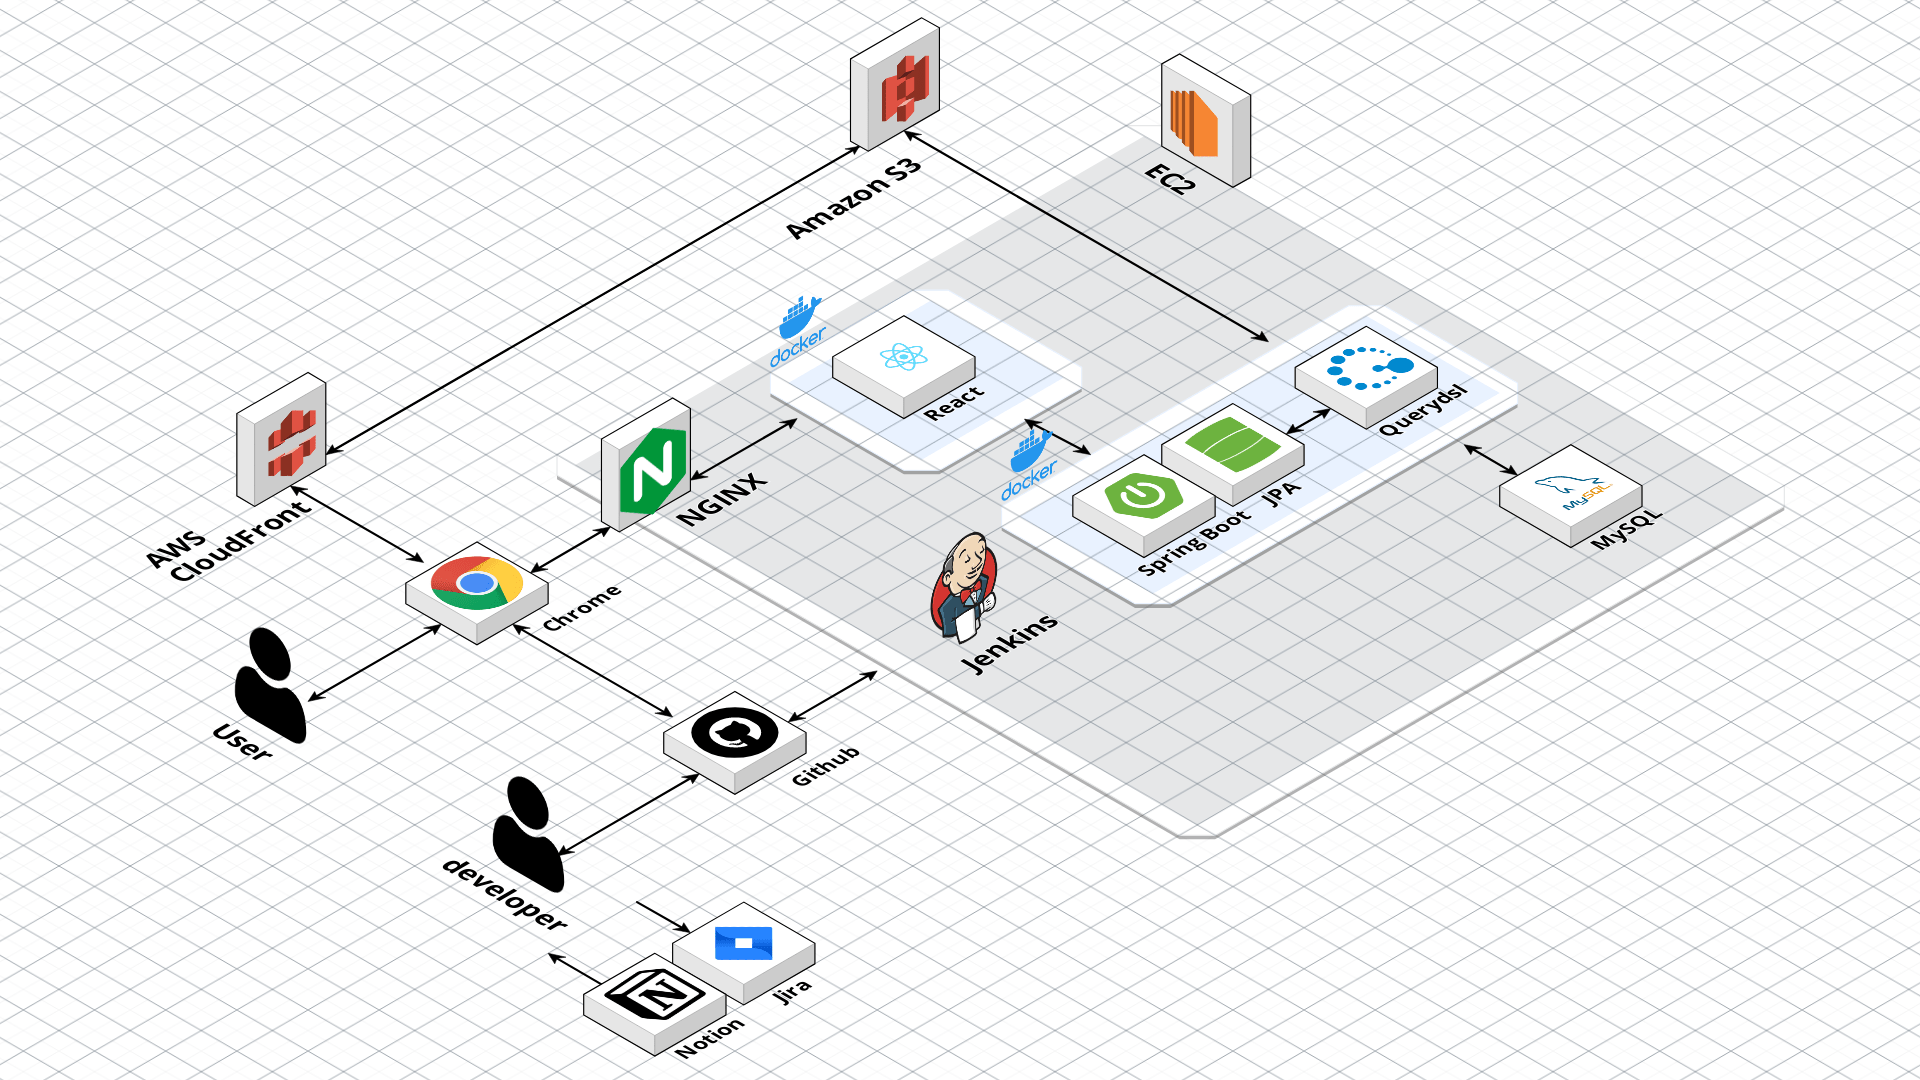 Amazon S3
EC2
docker
React
Querydsl
docker
JPA
Spring Boot
MySQL
MySQL
NGINX
AWS
CloudFront
Chrome
Jenkins
User
Github
developer
Jira
Notion